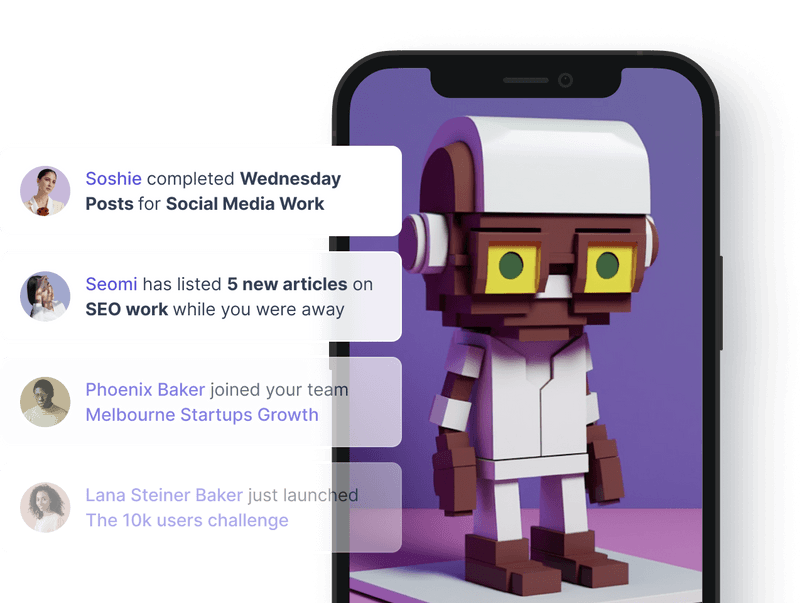 Soshie completed Wednesday
Posts for Social Media Work
Seomi has listed 5 new articles on
SEO work while you were away
Phoenix Baker joined your team
Melbourne Startups Growth
Lana Steiner Baker just launched
The 10k users challenge